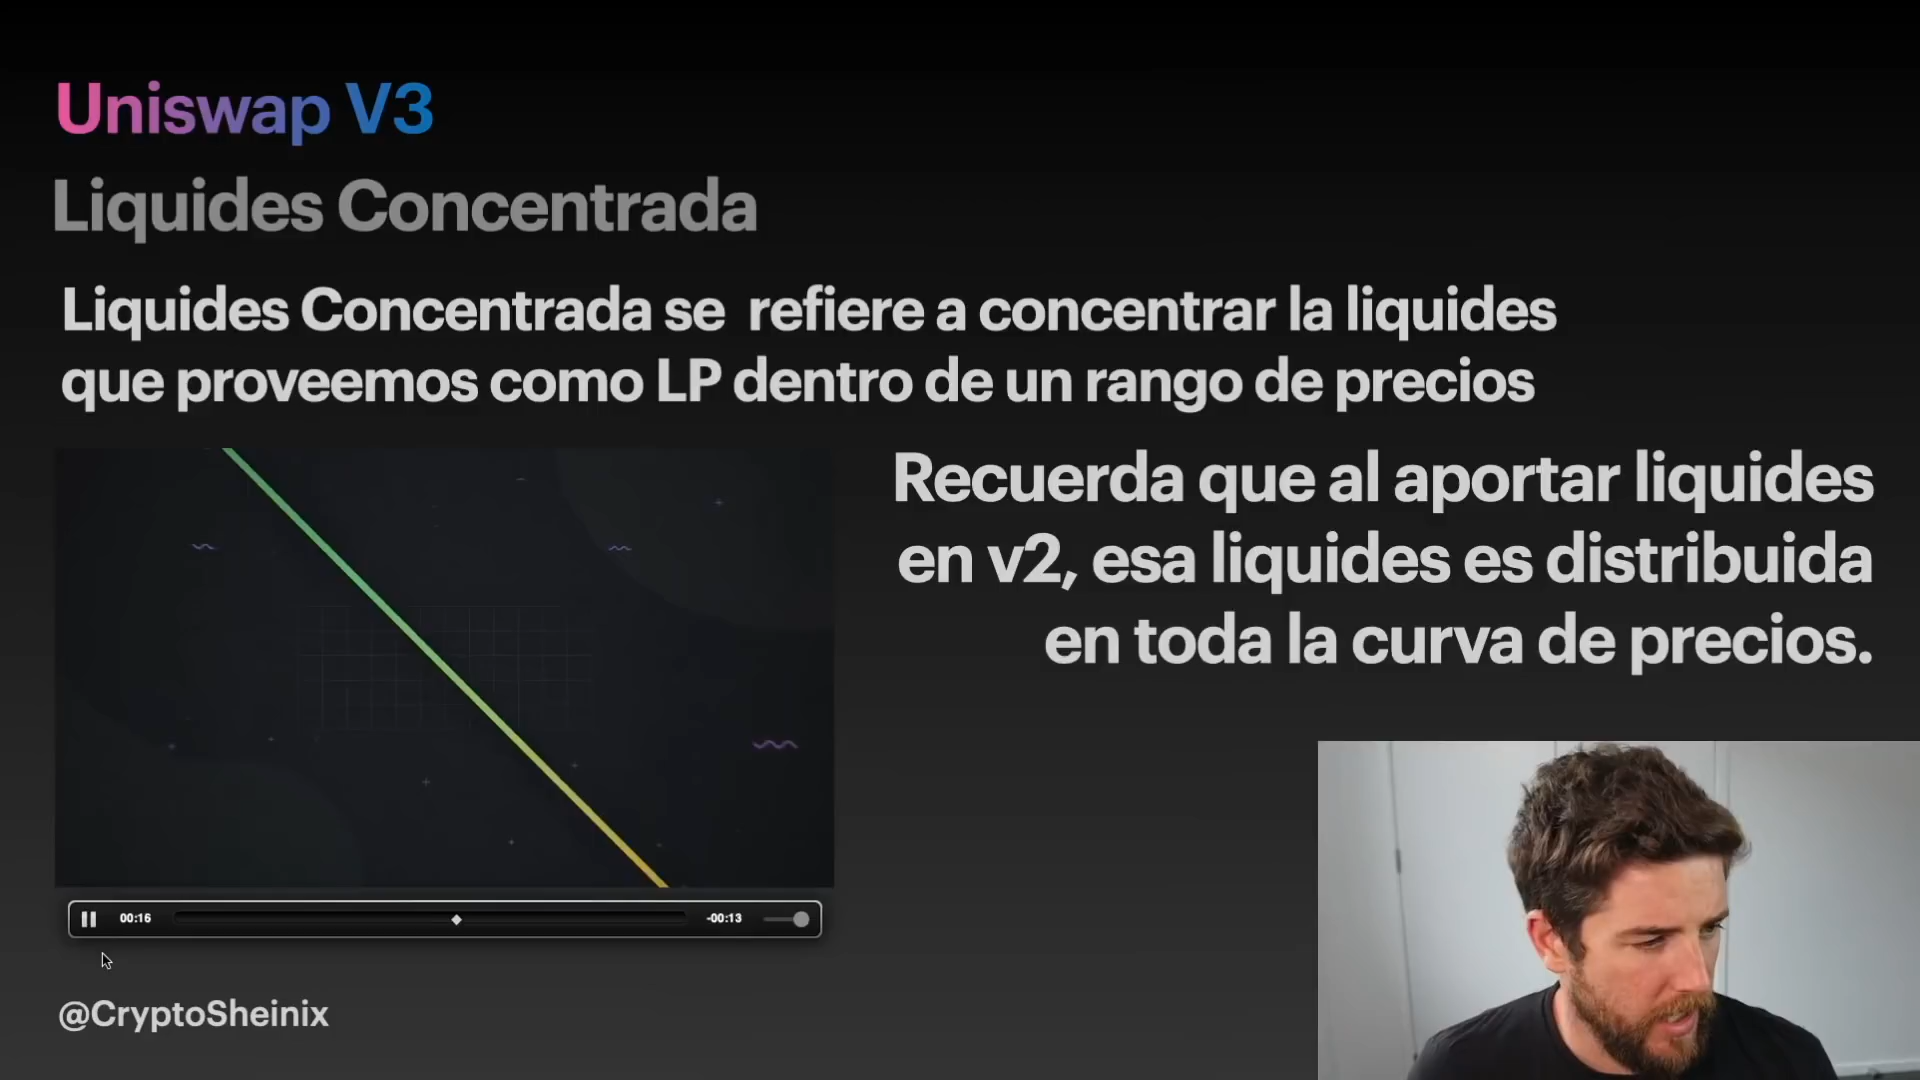 Uniswap V3
Liquides Concentrada
Liquides Concentrada se refiere a concentrar la liquides
que proveemos como LP dentro de un rango de precios
Recuerda que al aportar liquides
en v2, esa liquides es distribuida
en toda la curva de precios.
00:16
-00:13
@CryptoSheinix